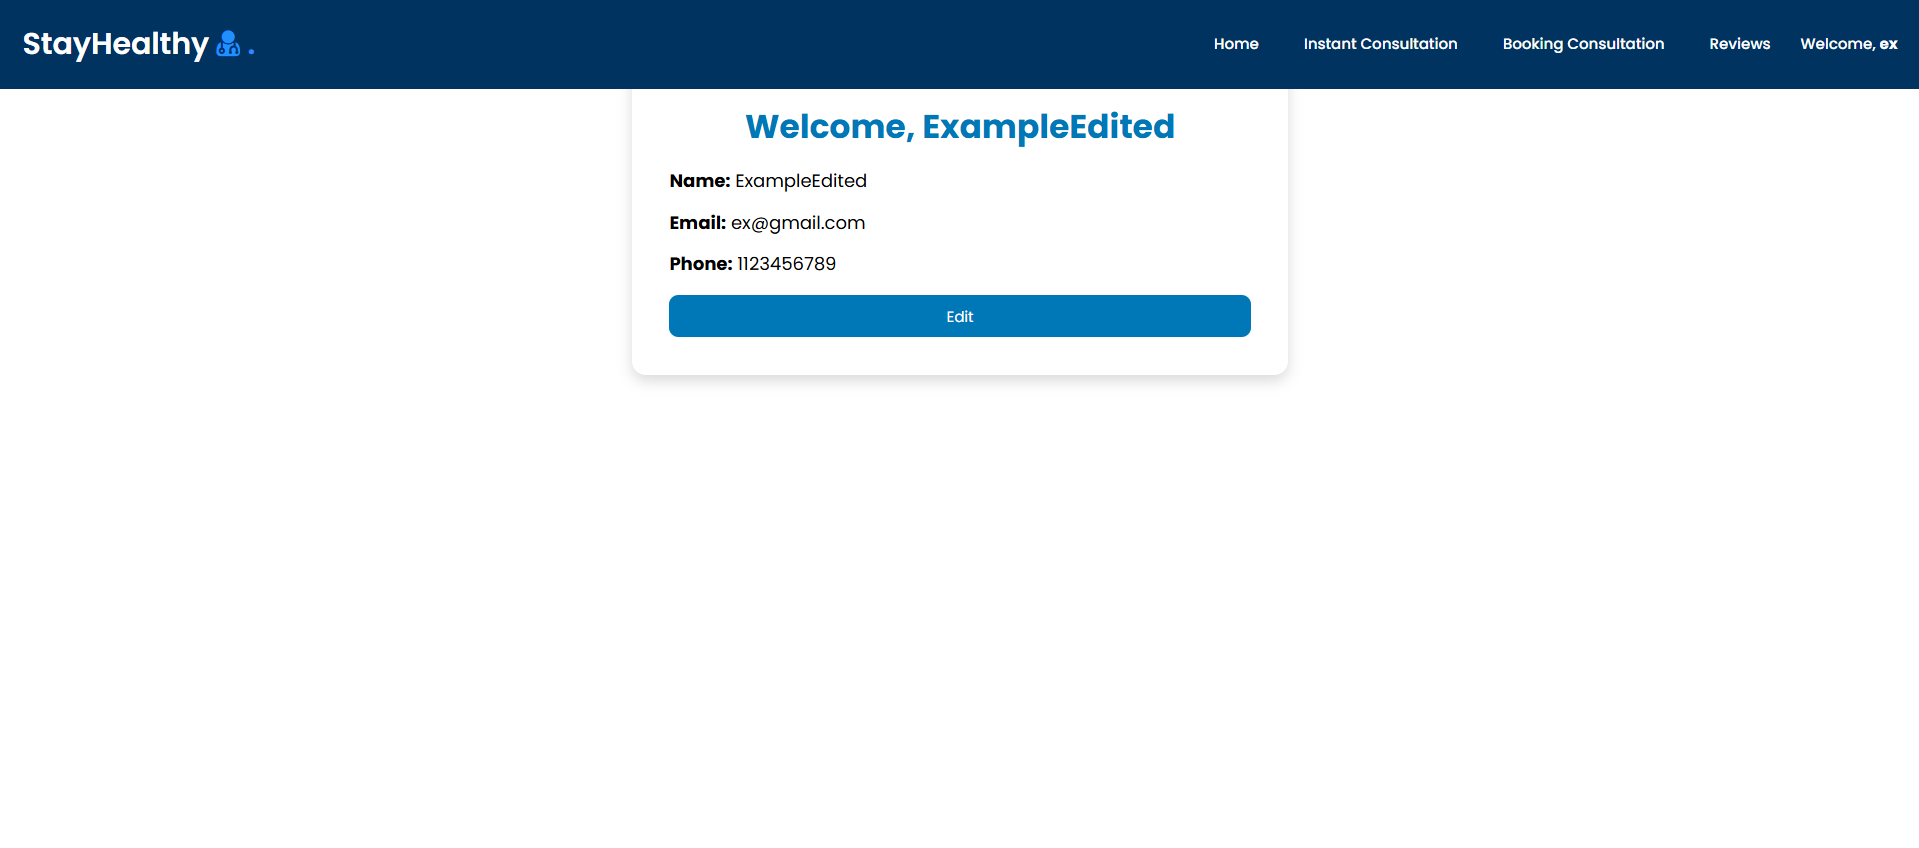 StayHealthy .
Home Instant Consultation Booking Consultation Reviews Welcome, ex
Welcome, ExampleEdited
Name: ExampleEdited
Email: ex@gmail.com
Phone: 1123456789
Edit